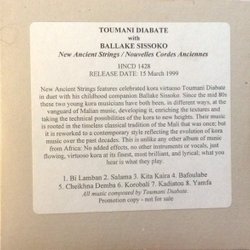 TOUMANI DIABATE
with
BALLAKE SISSOKO
New Ancient Strings / Nouvelles Cordes Anciennes
HNCD 1428
RELEASE DATE: 15 March 1999
New Ancient Strings features celebrated kora virtuoso Toumani Diabate
in duet with his childhood companion Ballake Sissoko. Since the mid 80s
these two young kora musicians have both been, in different ways, at the
vanguard of Malian music, developing it, enriching the textures and
taking the technical possibilities of the kora to new heights. Their music
is rooted in the timeless classical tradition of the Mali that was once; but
it is reworked to a contemporary style reflecting the evolution of kora
music over the past decades. This is unlike any other album of music
from Africa: No added effects, no other instruments or vocals, just
flowing, virtuoso kora at its finest, most brilliant, and lyrical; what you
hear is what they play.
1. Bi Lamban 2. Salama 3. Kita Kaira 4. Bafoulabe
5. Cheikhna Demba 6. Korobali 7. Kadiatou 8. Yamfa
All music composed by Toumani Diabate.
Promotion copy - not for sale